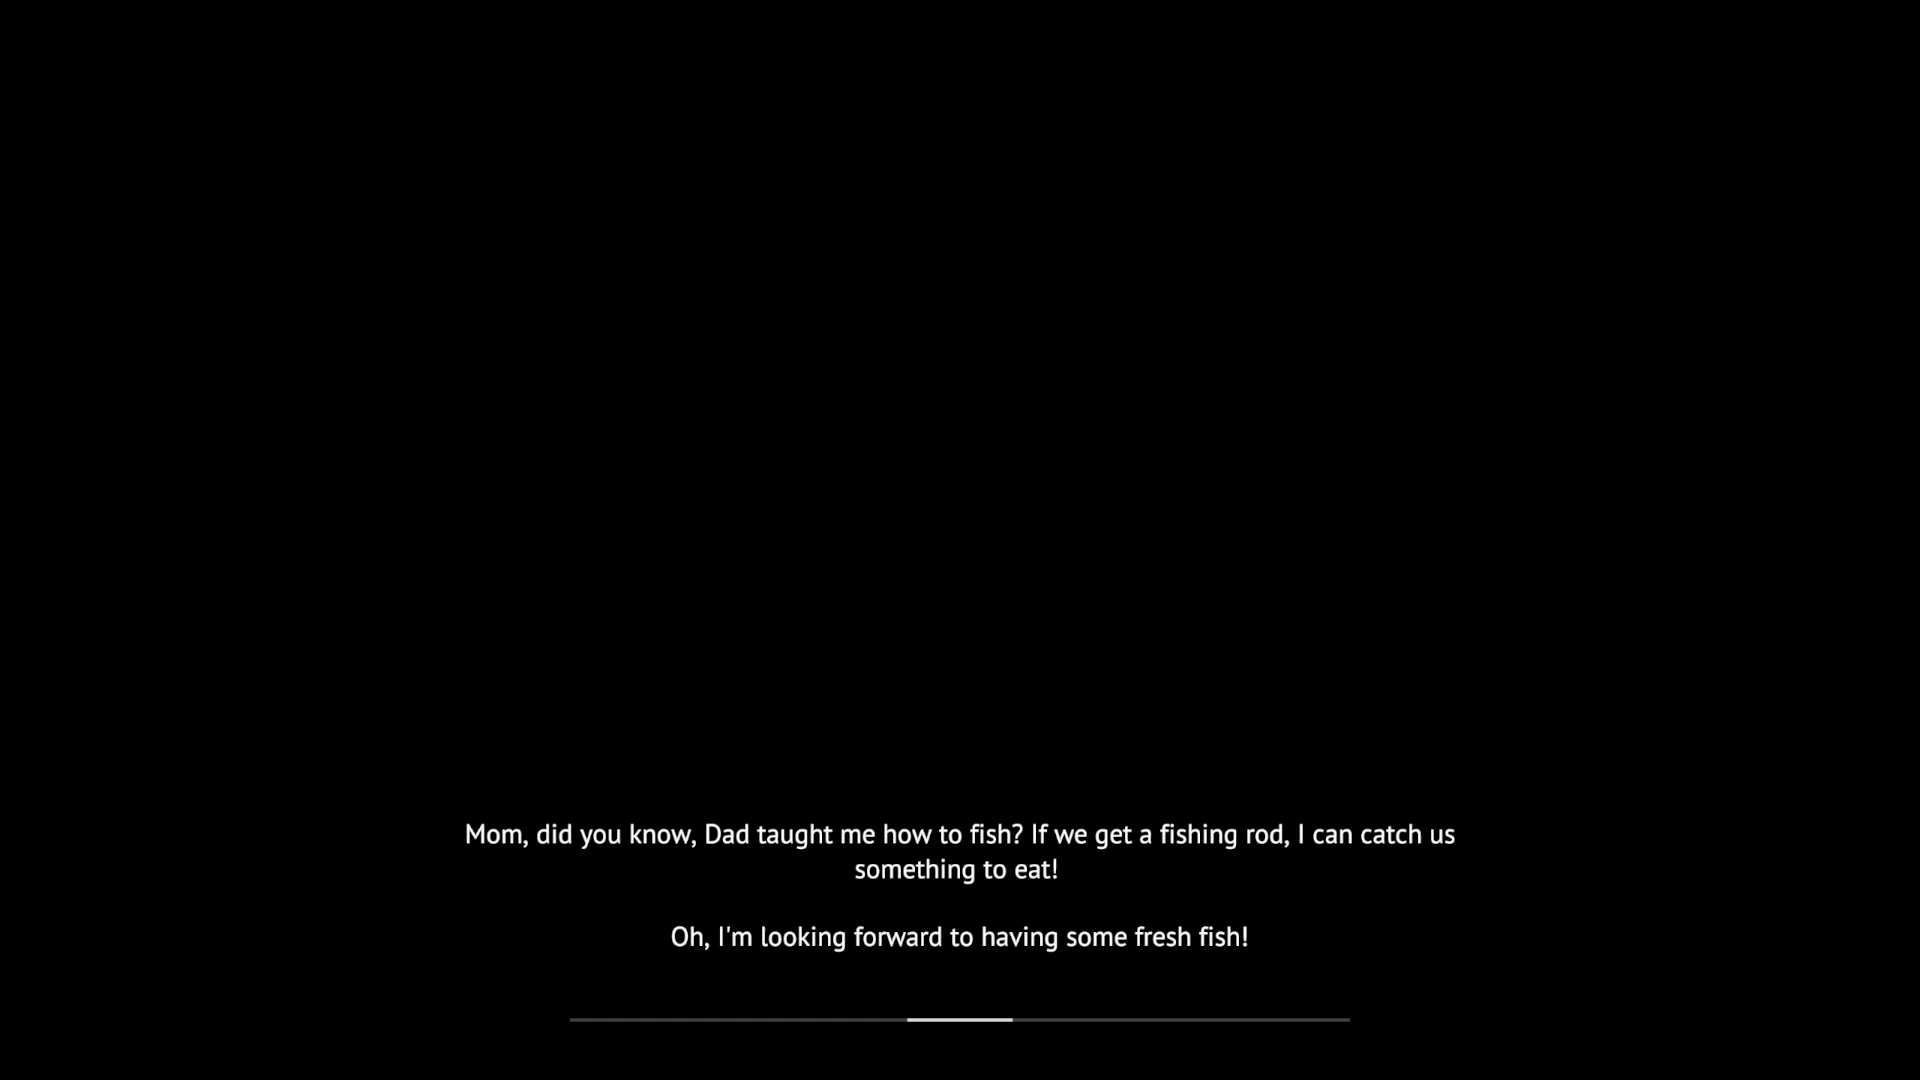 Mom, did you know, Dad taught me how to fish? If we get a fishing rod, I can catch us
something to eat!
Oh, I'm looking forward to having some fresh fish!